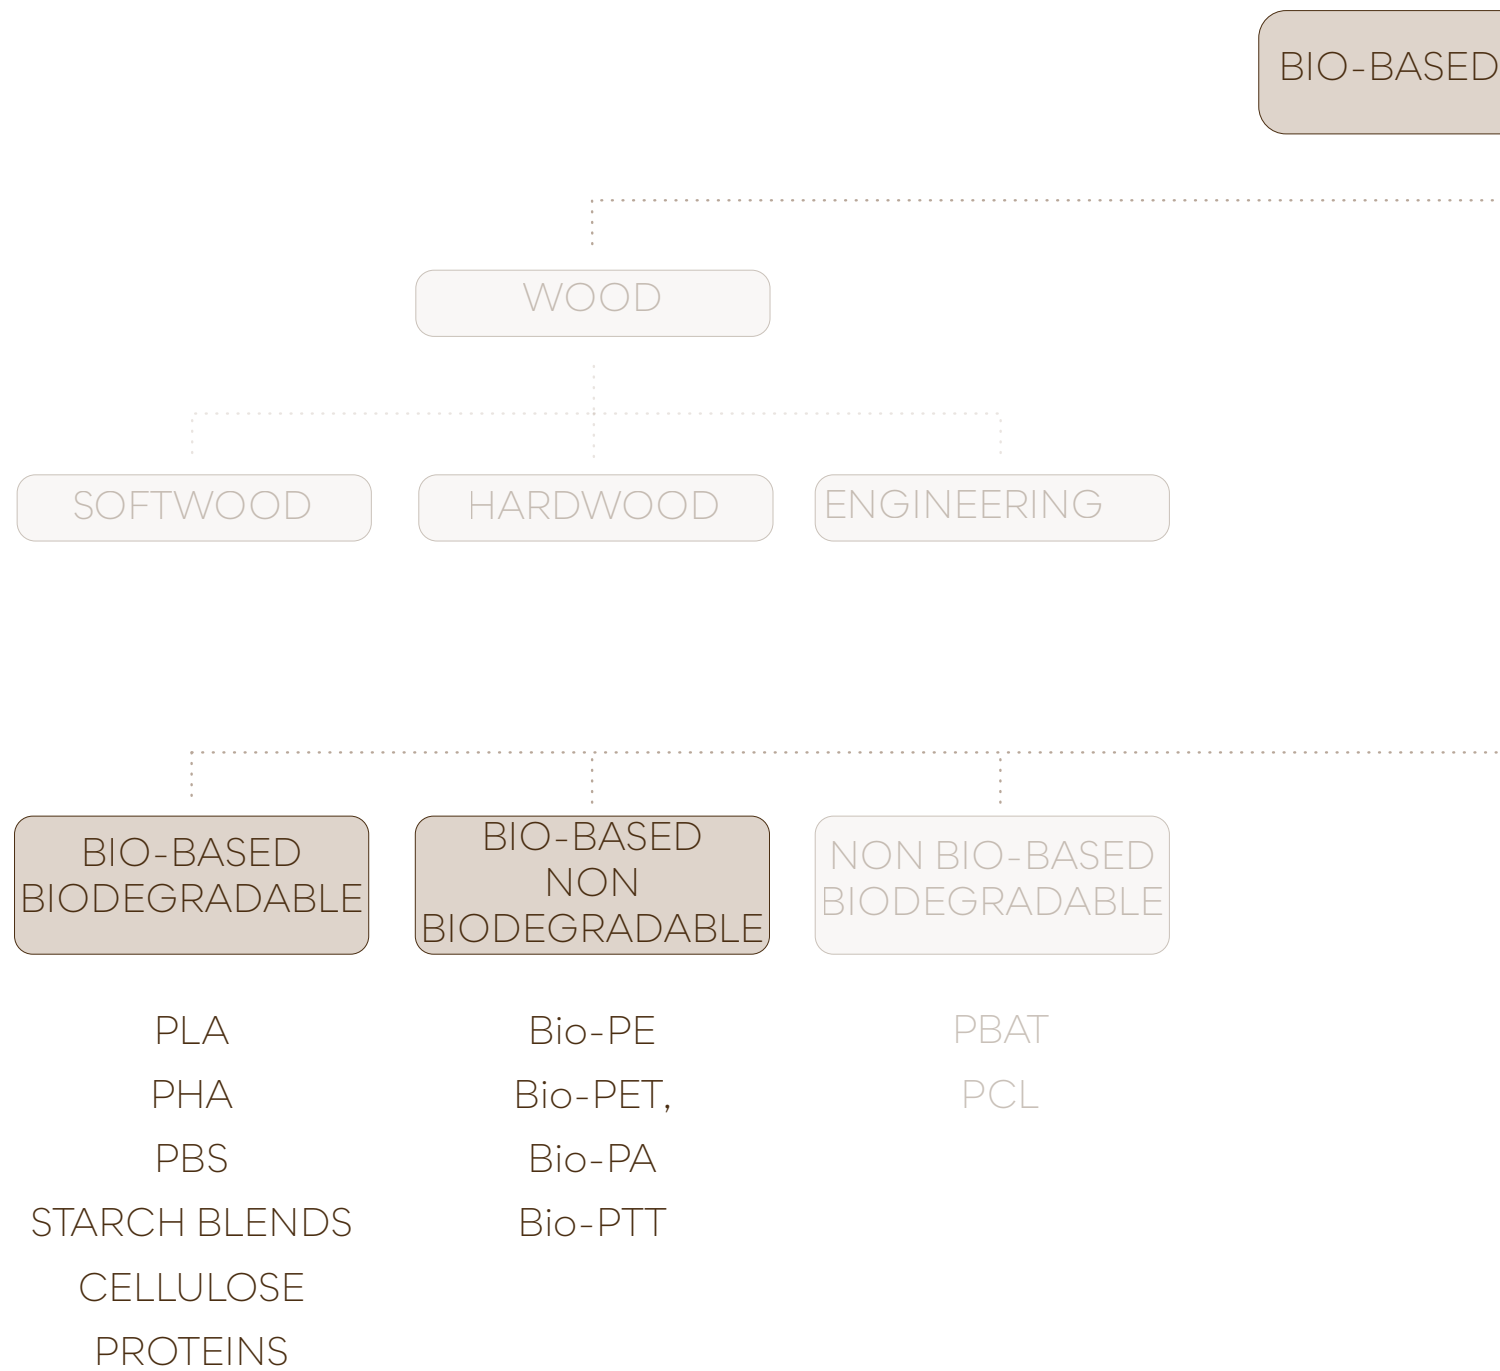 BIO-BASED
WOOD
SOFTWOOD
HARDWOOD
ENGINEERING
BIO-BASED
BIODEGRADABLE
BIO-BASED
NON
BIODEGRADABLE
NON BIO-BASED
BIODEGRADABLE
PLA
PHA
PBS
STARCH BLENDS
CELLULOSE
PROTEINS
Bio-PE
Bio-PET,
Bio-PA
Bio-PTT
PBAT
PCL